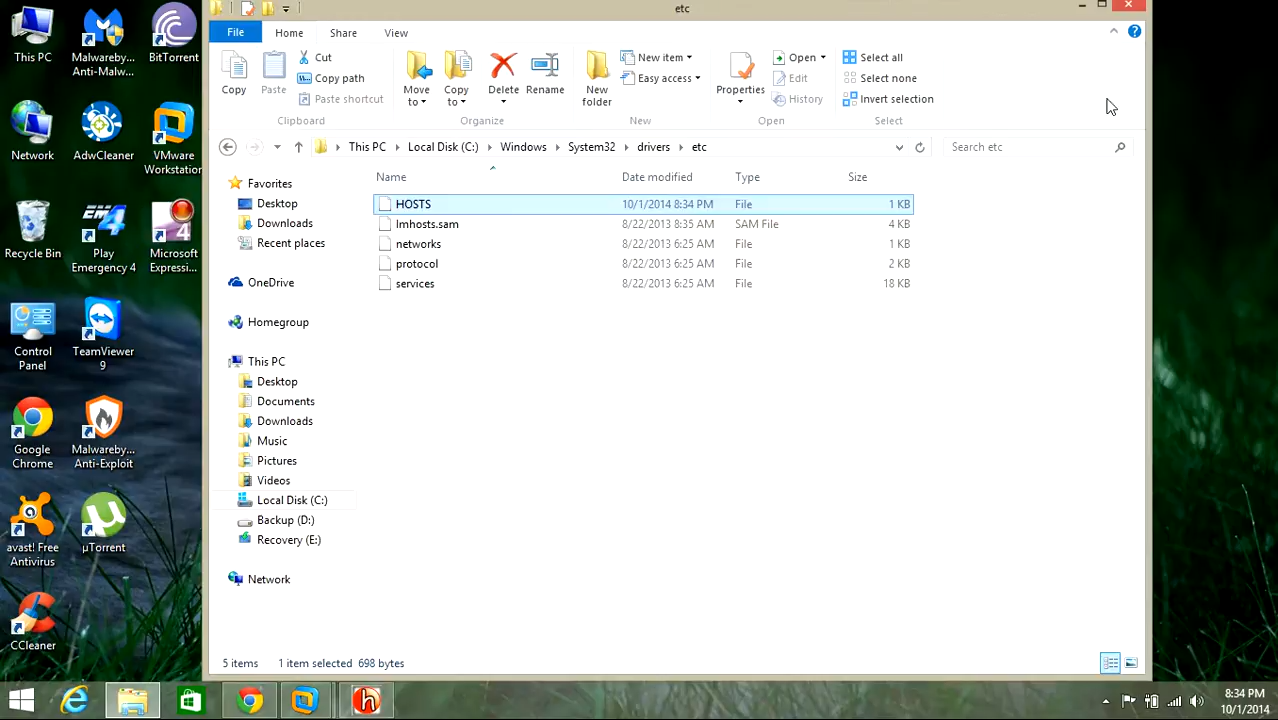 etc
File
Home
Share
View
Copy
Paste
Cut
Copy path
Paste shortcut
Clipboard
Move to
Copy to
Delete
Rename
Organize
New folder
New item
Easy access
New
Properties
Open
Edit
History
Open
Select all
Select none
Invert selection
Select
This PC
Local Disk (C:)
Windows
System32
drivers
etc
Search etc
Name
Date modified
Type
Size
HOSTS 10/1/2014 8:34 PM File 1 KB
lmhosts.sam 8/22/2013 8:35 AM SAM File 4 KB
networks 8/22/2013 6:25 AM File 1 KB
protocol 8/22/2013 6:25 AM File 2 KB
services 8/22/2013 6:25 AM File 18 KB
Favorites
Desktop
Downloads
Recent places
OneDrive
Homegroup
This PC
Desktop
Documents
Downloads
Music
Pictures
Videos
Local Disk (C:)
Backup (D:)
Recovery (E:)
Network
5 items
1 item selected 698 bytes
This PC
Malwareby...
Anti-Malw...
BitTorrent
Network
AdwCleaner
VMware
Workstation
Recycle Bin
EM4
Play
Emergency 4
4
Microsoft
Expressi...
Control
Panel
TeamViewer
9
Google
Chrome
Malwareby...
Anti-Exploit
avast! Free
Antivirus
µTorrent
CCleaner
8:34 PM
10/1/2014